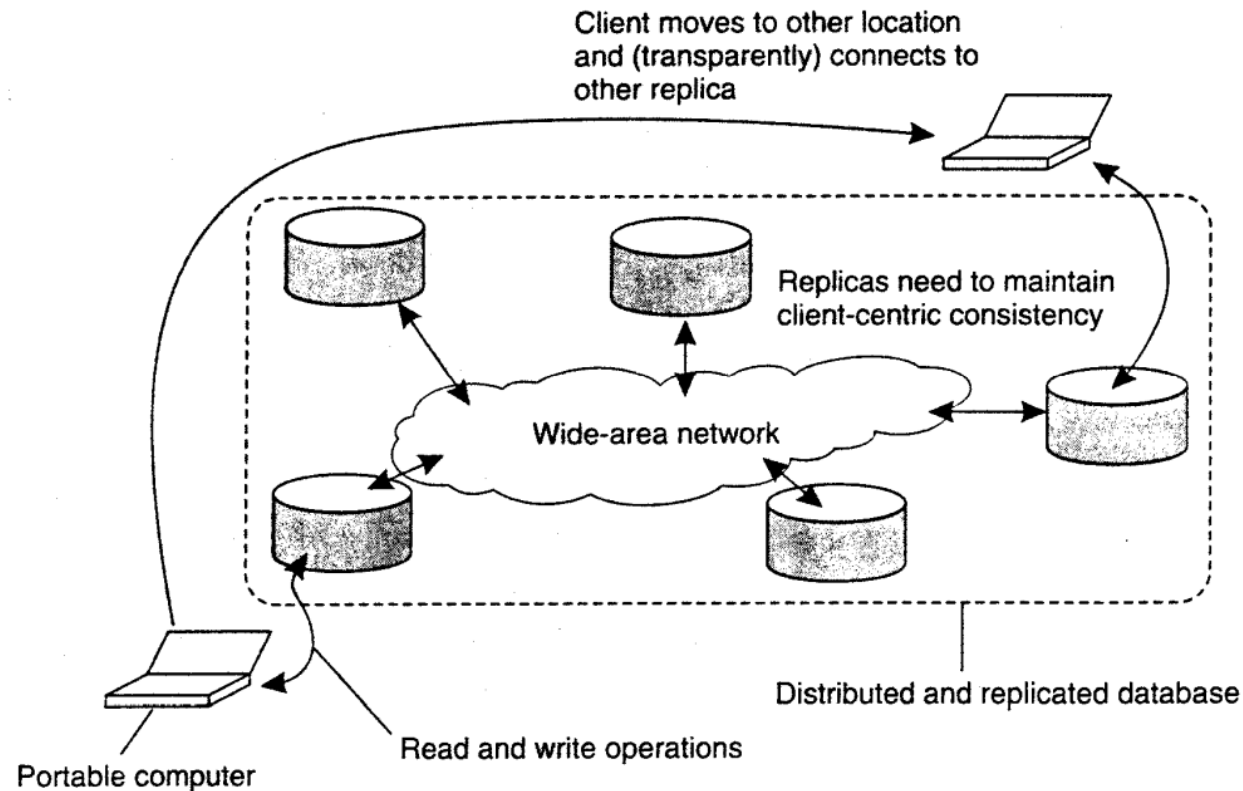 Client moves to other location
and (transparently) connects to
other replica
Replicas need to maintain
client-centric consistency
Wide-area network
Distributed and replicated database
Read and write operations
Portable computer